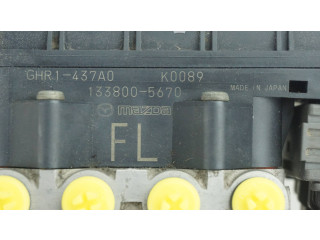 GHR1-437A0 K0089
133800-5670 MADE IN JAPAN
mazda
FL